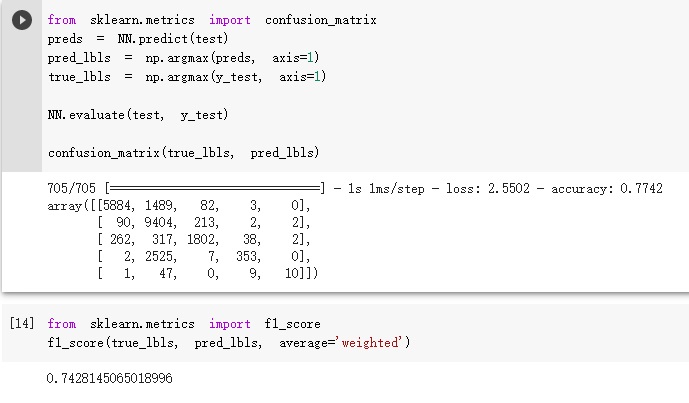 from sklearn.metrics import confusion_matrix
preds = NN.predict(test)
pred_lbls = np.argmax(preds, axis=1)
true_lbls = np.argmax(y_test, axis=1)
NN.evaluate(test, y_test)
confusion_matrix(true_lbls, pred_lbls)
705/705 [==============================] - 1s 1ms/step - loss: 2.5502 - accuracy: 0.7742
array([[5884, 1489, 82, 3, 0],
[ 90, 9404, 213, 2, 2],
[ 262, 317, 1802, 38, 2],
[ 2, 2525, 7, 353, 0],
[ 1, 47, 0, 9, 10]])
[14] from sklearn.metrics import f1_score
f1_score(true_lbls, pred_lbls, average='weighted')
0.7428145065018996